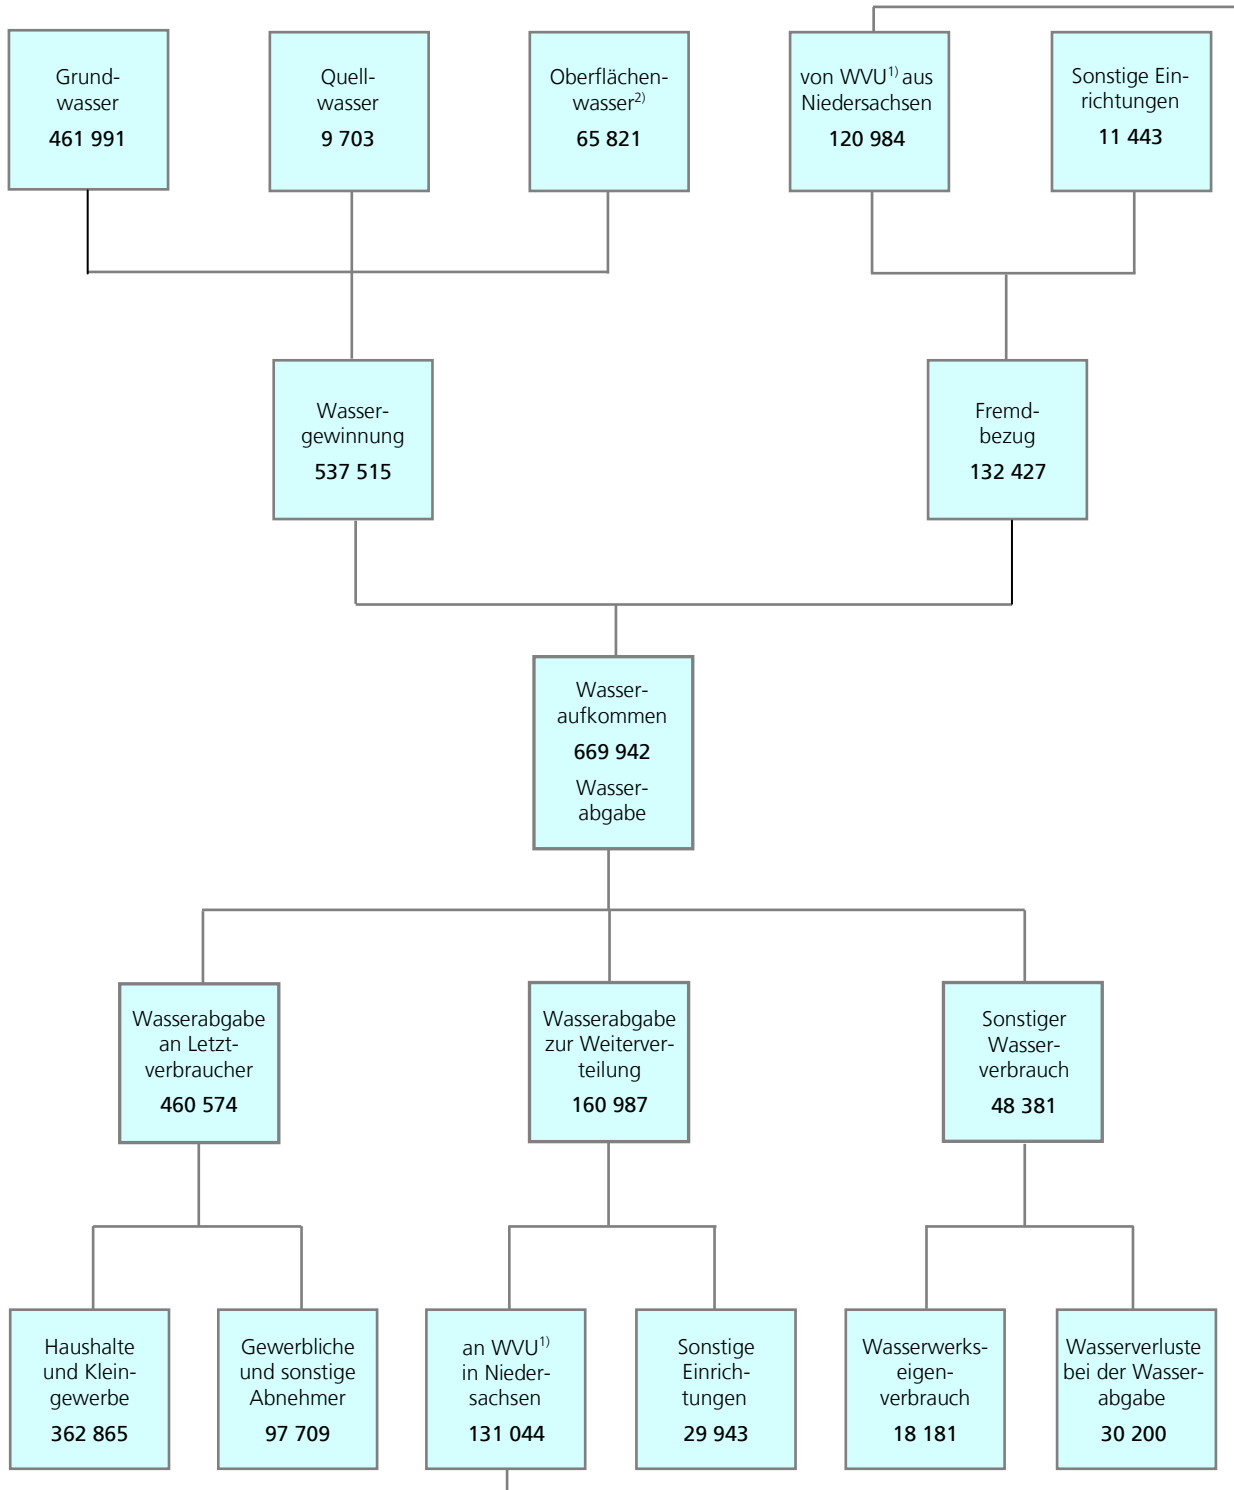 Grund-
wasser
461 991
Quell-
wasser
9 703
Oberflächen-
wasser2)
65 821
von WVU1) aus
Niedersachsen
120 984
Sonstige Ein-
richtungen
11 443
Wasser-
gewinnung
537 515
Fremd-
bezug
132 427
Wasser-
aufkommen
669 942
Wasser-
abgabe
Wasserabgabe
an Letzt-
verbraucher
460 574
Wasserabgabe
zur Weiterver-
teilung
160 987
Sonstiger
Wasser-
verbrauch
48 381
Haushalte
und Klein-
gewerbe
362 865
Gewerbliche
und sonstige
Abnehmer
97 709
an WVU1)
in Nieder-
sachsen
131 044
Sonstige
Einrich-
tungen
29 943
Wasserwerks-
eigen-
verbrauch
18 181
Wasserverluste
bei der Wasser-
abgabe
30 200